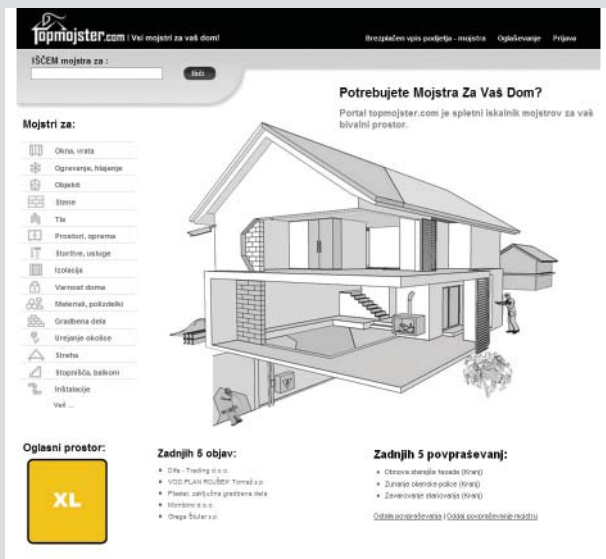 topmojster.com | Vsi mojstri za vaš dom!
Brezplačen vpis podjetja - mojstra Oglaševanje Prijava
IŠČEM mojstra za :
Išči
Potrebujete Mojstra Za Vaš Dom?
Portal topmojster.com je spletni iskalnik mojstrov za vaš
bivalni prostor.
Mojstri za:
Okna, vrata
Ogrevanje, hlajenje
Objekti
Stene
Tla
Prostori, oprema
Storitve, usluge
Izolacija
Varnost doma
Materiali, polizdelki
Gradbena dela
Urejanje okolice
Streha
Stopnišča, balkoni
Inštalacije
Več ...
Oglasni prostor:
XL
Zadnjih 5 objav:
Difa - Trading d.o.o.
VOD.PLAN ROJŠEK Tomaž s.p.
Plaster, zaključna gradbena dela
d.o.o.
Grega Šluter s.p.
Zadnjih 5 povpraševanj:
Obnova starejše fasade (Kranj)
Zunanje okenske police (Kranj)
Zavarovanje stanovanja (Kranj)
Ostala povpraševanja | Oddaj povpraševanje mojstru